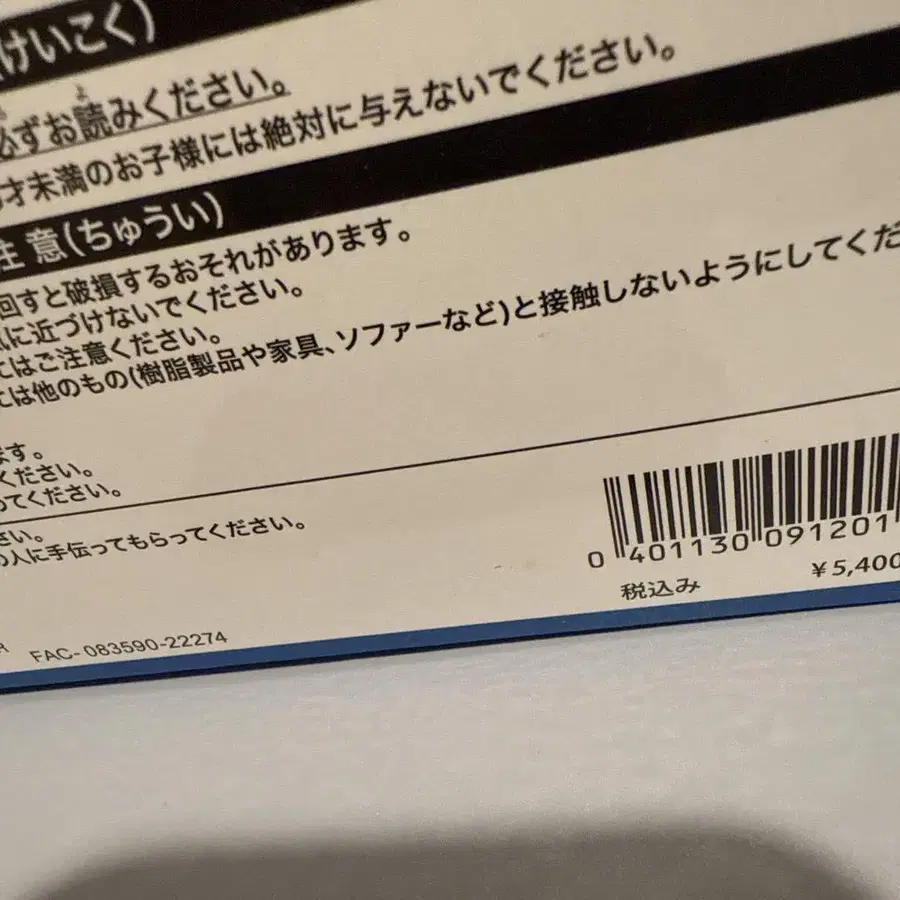 (けいこく)
必ずお読みください。
才未満のお子様には絶対に与えないでください。
注意(ちゅうい)
回すと破損するおそれがあります。
に近づけないでください。
にはご注意ください。
には他のもの(樹脂製品や家具、ソファーなど)と接触しないようにしてくだ
ます。
ください。
ってください。
さい。
の人に手伝ってもらってください。
0 401130 091201
税込み ¥5,400
FAC-083590-22274